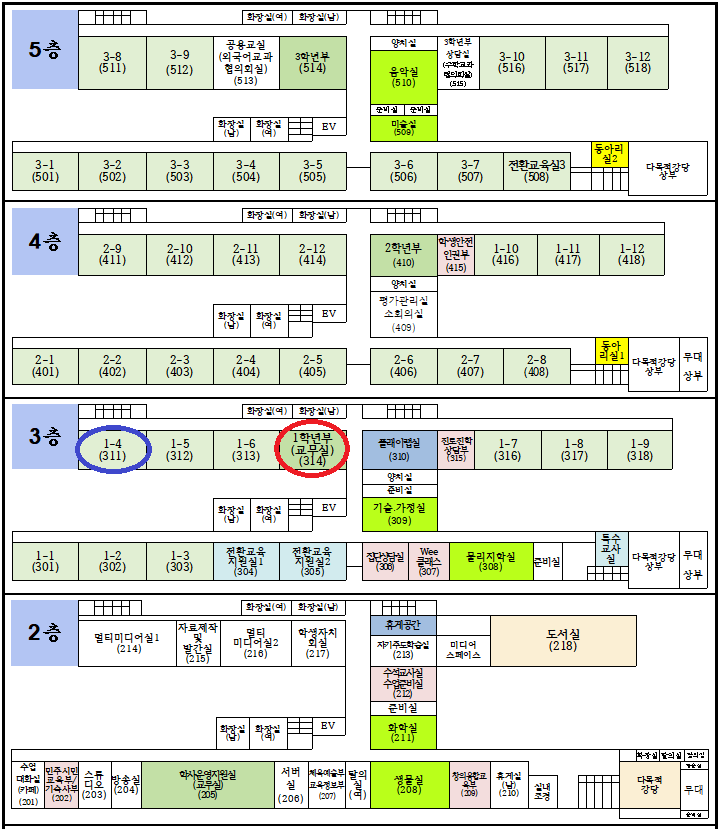 화장실(여) 화장실(남)
5층
3-8
(511)
3-9
(512)
공용교실
(외국어교과
협의회실)
(513)
3학년부
(514)
양치실
음악실
(510)
3학년부
상담실
(수학교과
협의회실)
(515)
3-10
(516)
3-11
(517)
3-12
(518)
준비실 준비실
화장실
(남)
화장실
(여)
EV
미술실
(509)
3-1
(501)
3-2
(502)
3-3
(503)
3-4
(504)
3-5
(505)
3-6
(506)
3-7
(507)
전환교육실3
(508)
동아리
실2
다목적강당
상부
화장실(여) 화장실(남)
4층
2-9
(411)
2-10
(412)
2-11
(413)
2-12
(414)
2학년부
(410)
학생안전
인권부
(415)
1-10
(416)
1-11
(417)
1-12
(418)
양치실
평가관리실
소회의실
(409)
화장실
(남)
화장실
(여)
EV
2-1
(401)
2-2
(402)
2-3
(403)
2-4
(404)
2-5
(405)
2-6
(406)
2-7
(407)
2-8
(408)
동아
리실1
다목적강당
상부
무대
상부
화장실(여) 화장실(남)
3층
1-4
(311)
1-5
(312)
1-6
(313)
1학년부
(교무실)
(314)
플레이랩실
(310)
진로진학
상담부
(315)
1-7
(316)
1-8
(317)
1-9
(318)
양치실
준비실
기술.가정실
(309)
화장실
(남)
화장실
(여)
EV
1-1
(301)
1-2
(302)
1-3
(303)
전환교육
지원실1
(304)
전환교육
지원실2
(305)
집단상담실
(306)
Wee
클래스
(307)
물리지학실
(308)
준비실
특수
교사
실
다목적강당
상부
무대
상부
화장실(여) 화장실(남)
2층
멀티미디어실1
(214)
자료제작
및
발간실
(215)
멀티
미디어실2
(216)
학생자치
회실
(217)
휴게공간
자기주도학습실
(213)
미디어
스페이스
도서실
(218)
수석교사실
수업준비실
(212)
준비실
화학실
(211)
화장실
(남)
화장실
(여)
EV
수업
대화실
(카페)
(201)
민주시민
교육부/
기숙사부
(202)
스튜
디오
(203)
방송실
(204)
학사운영지원실
(교무실)
(205)
서버
실
(206)
체육예술부
교육정보부
(207)
탈의
실
(여)
생물실
(208)
창의융합교
육부
(209)
휴게실
(남)
(210)
실내
조경
화장실 탈의실
다목적
강당
무대